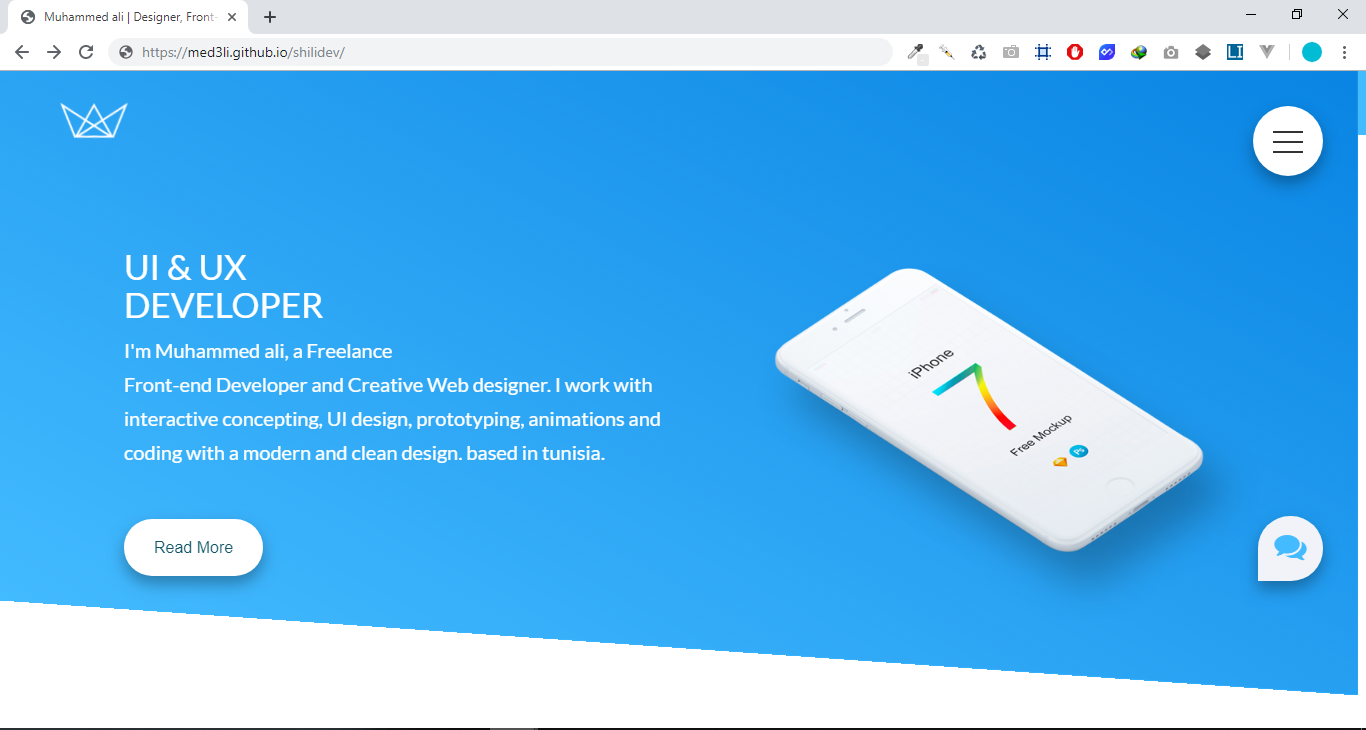 Muhammed ali | Designer, Front-
https://med3li.github.io/shilidev/
UI & UX
DEVELOPER
I'm Muhammed ali, a Freelance
Front-end Developer and Creative Web designer. I work with
interactive concepting, UI design, prototyping, animations and
coding with a modern and clean design. based in tunisia.
Read More
iPhone
7
Free Mockup
Ps
LI